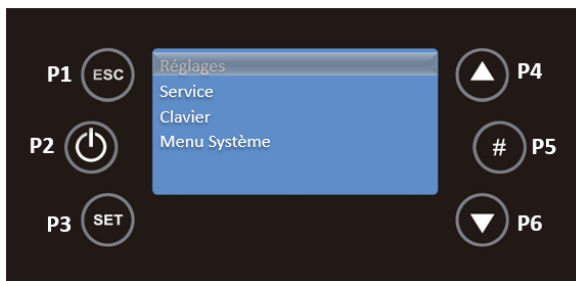 P1 ESC
Réglages
P4
Service
Clavier
P2
Menu Système
# P5
P3 SET
P6